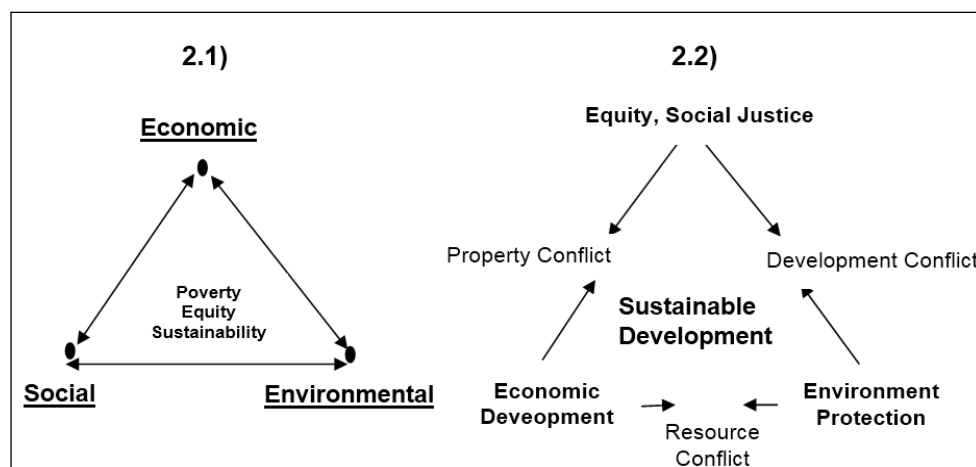 2.1)
Economic
Poverty
Equity
Sustainability
Social
Environmental
2.2)
Equity, Social Justice
Property Conflict
Development Conflict
Sustainable
Development
Economic
Deveopment
Environment
Protection
Resource
Conflict